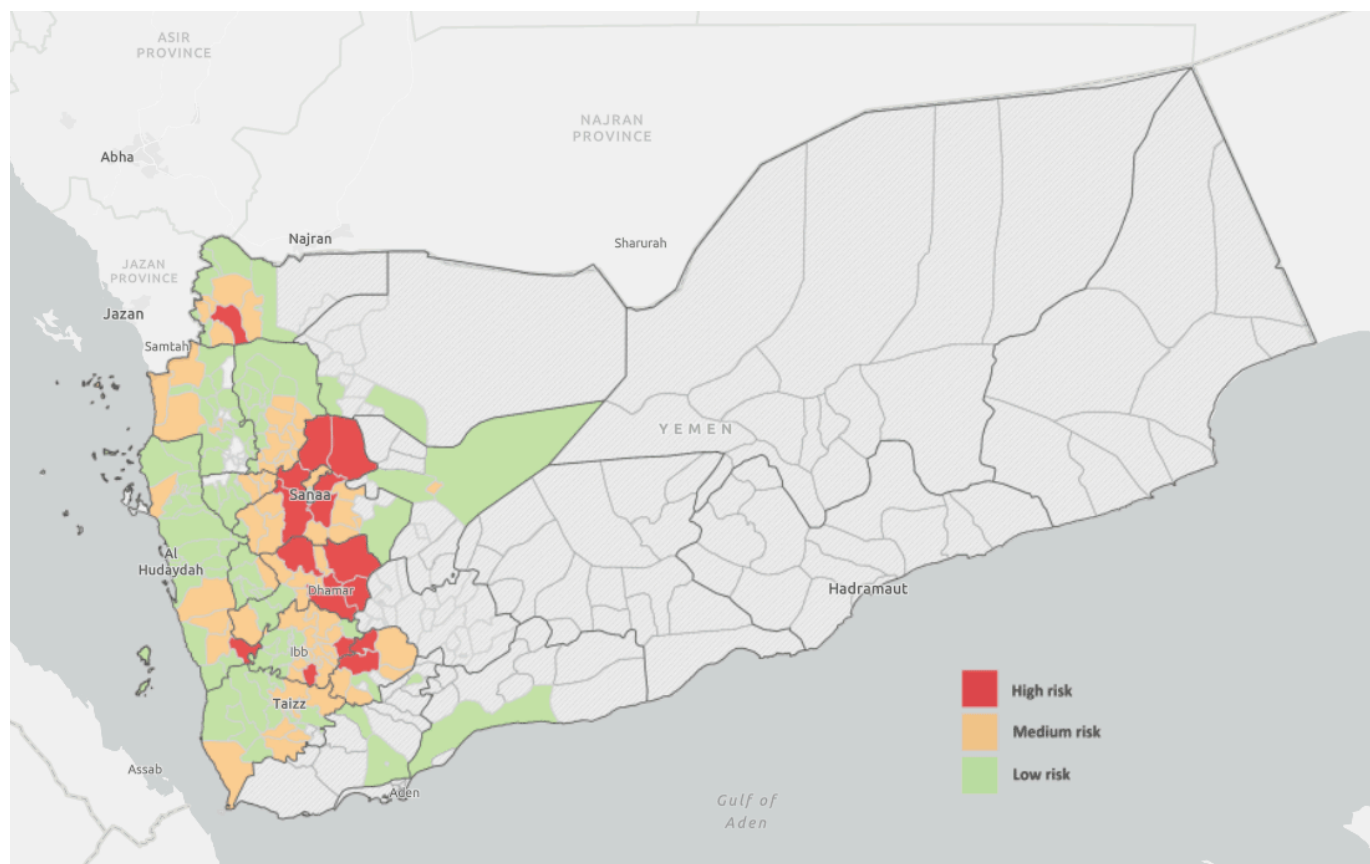 ASIR
PROVINCE
NAJRAN
PROVINCE
Abha
Najran
Sharurah
JAZAN
PROVINCE
Jazan
Samtah
YEMEN
Sanaa
Al
Hudaydah
Dhamar
Hadramaut
Ibb
Taizz
High risk
Medium risk
Low risk
Assab
Aden
Gulf of
Aden